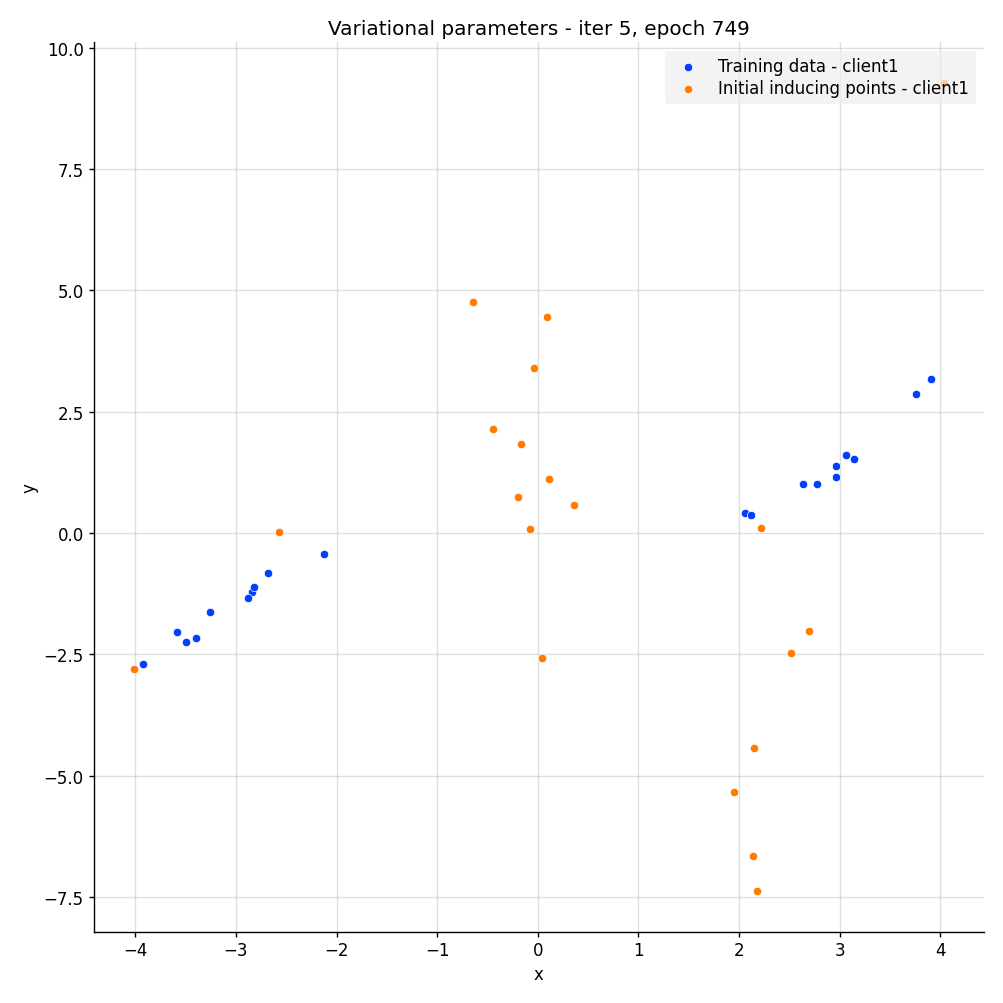 Variational parameters - iter 5, epoch 749
Training data - client1
Initial inducing points - client1
10.0
7.5
5.0
2.5
0.0
−2.5
−5.0
−7.5
y
−4 −3 −2 −1 0 1 2 3 4
x